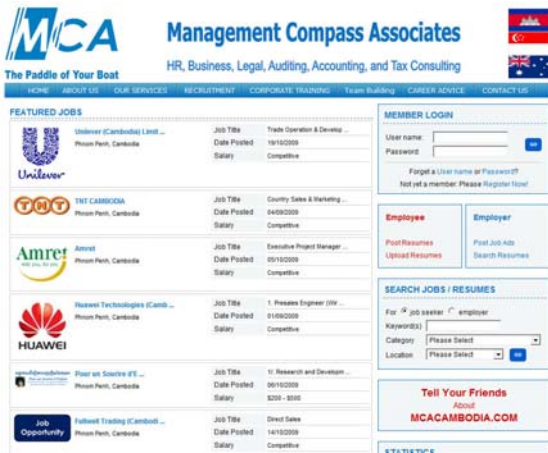 MCA
The Paddle of Your Boat
Management Compass Associates
HR, Business, Legal, Auditing, Accounting, and Tax Consulting
HOME ABOUT US OUR SERVICES RECRUITMENT CORPORATE TRAINING Team Building CAREER ADVICE CONTACT US
FEATURED JOBS
Unilever
Unilever (Cambodia) Limit ...
Phnom Penh, Cambodia
Job Title Trade Operation & Develop ...
Date Posted 19/10/2009
Salary Competitive
TNT
TNT CAMBODIA
Phnom Penh, Cambodia
Job Title Country Sales & Marketing ...
Date Posted 04/09/2009
Salary Competitive
Amret
Amret
Phnom Penh, Cambodia
Job Title Executive Project Manager ...
Date Posted 05/10/2009
Salary Competitive
HUAWEI
Huawei Technologies (Camb ...
Phnom Penh, Cambodia
Job Title 1. Presales Engineer (Wir ...
Date Posted 01/09/2009
Salary Competitive
Pour un Sourire d'E ...
Phnom Penh, Cambodia
Job Title 1/. Research and Developm ...
Date Posted 06/10/2009
Salary $200 - $500
Job
Opportunity
Fullwell Trading (Cambodi ...
Phnom Penh, Cambodia
Job Title Direct Sales
Date Posted 14/10/2009
Salary Competitive
MEMBER LOGIN
User name:
Password:
Forget a User name or Password?
Not yet a member: Please Register Now!
Employee
Post Resumes
Upload Resumes
Employer
Post Job Ads
Search Resumes
SEARCH JOBS / RESUMES
For job seeker employer
Keyword(s)
Category Please Select
Location Please Select
Tell Your Friends
About
MCACAMBODIA.COM
STATISTICS